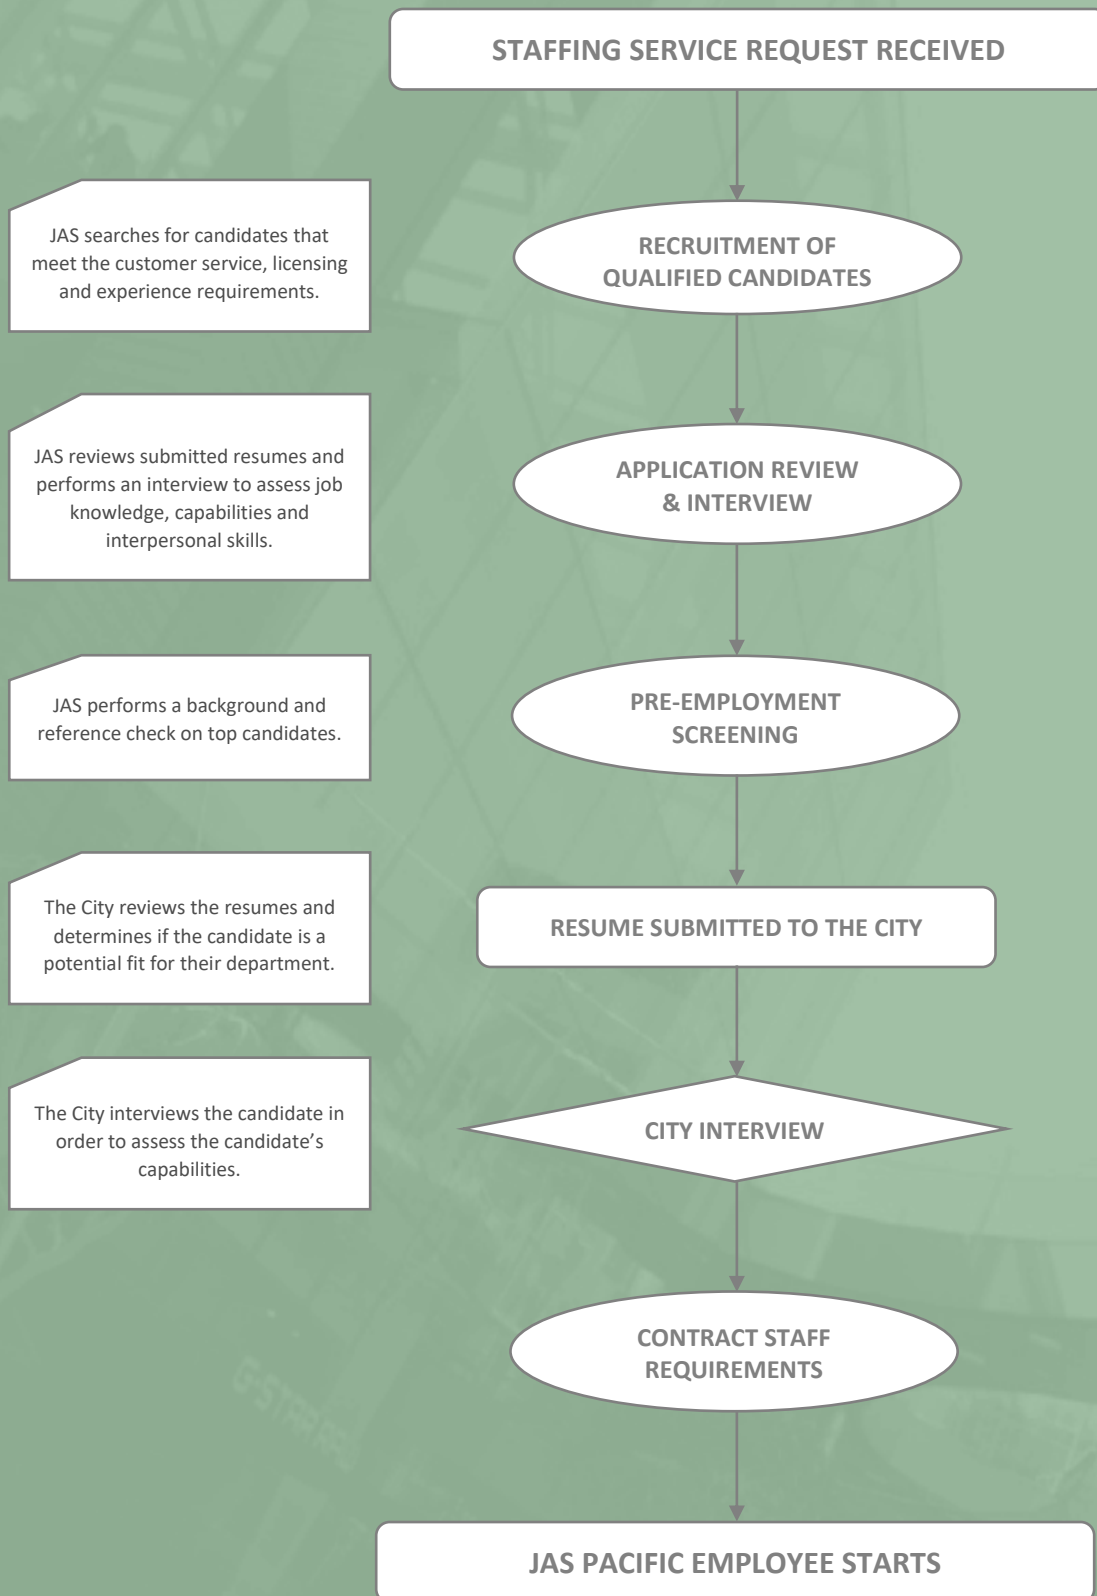 STAFFING SERVICE REQUEST RECEIVED
JAS searches for candidates that
meet the customer service, licensing
and experience requirements.
RECRUITMENT OF
QUALIFIED CANDIDATES
JAS reviews submitted resumes and
performs an interview to assess job
knowledge, capabilities and
interpersonal skills.
APPLICATION REVIEW
& INTERVIEW
JAS performs a background and
reference check on top candidates.
PRE-EMPLOYMENT
SCREENING
The City reviews the resumes and
determines if the candidate is a
potential fit for their department.
RESUME SUBMITTED TO THE CITY
The City interviews the candidate in
order to assess the candidate’s
capabilities.
CITY INTERVIEW
CONTRACT STAFF
REQUIREMENTS
G-STAR RAW
JAS PACIFIC EMPLOYEE STARTS